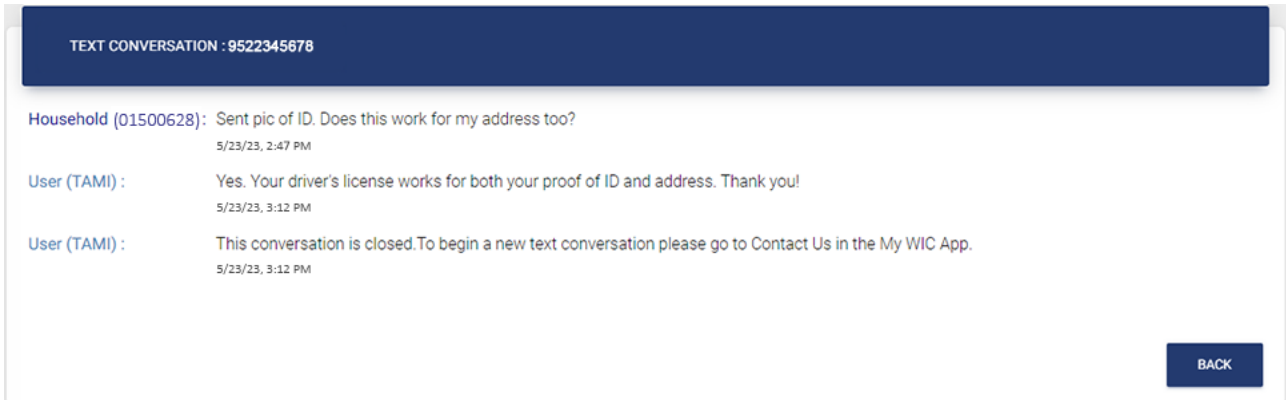 TEXT CONVERSATION : 9522345678
Household (01500628): Sent pic of ID. Does this work for my address too?
5/23/23, 2:47 PM
User (TAMI) : Yes. Your driver's license works for both your proof of ID and address. Thank you!
5/23/23, 3:12 PM
User (TAMI) : This conversation is closed.To begin a new text conversation please go to Contact Us in the My WIC App.
5/23/23, 3:12 PM
BACK